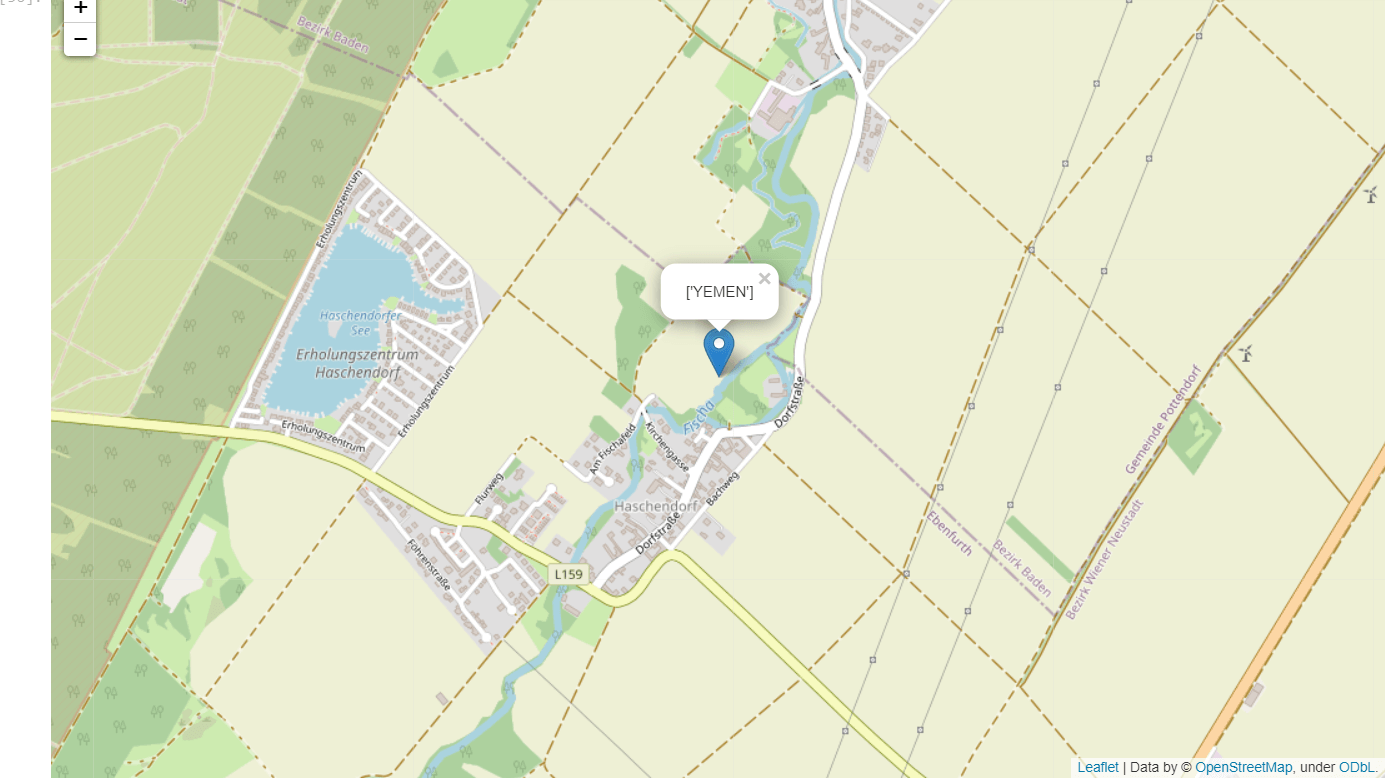 +
−
Bezirk Baden
Erholungszentrum
['YEMEN']
×
Haschendorfer
See
Erholungszentrum
Haschendorf
Erholungszentrum
Erholungszentrum
Fischa
Dorfstraße
Gemeinde Pottendorf
Am Fischafeld
Kirchengasse
Flurweg
Bachweg
Haschendorf
Dorfstraße
Ebenfurth
Bezirk Baden
Bezirk Wiener Neustadt
Föhrenstraße
L159
Leaflet | Data by © OpenStreetMap, under ODbL.